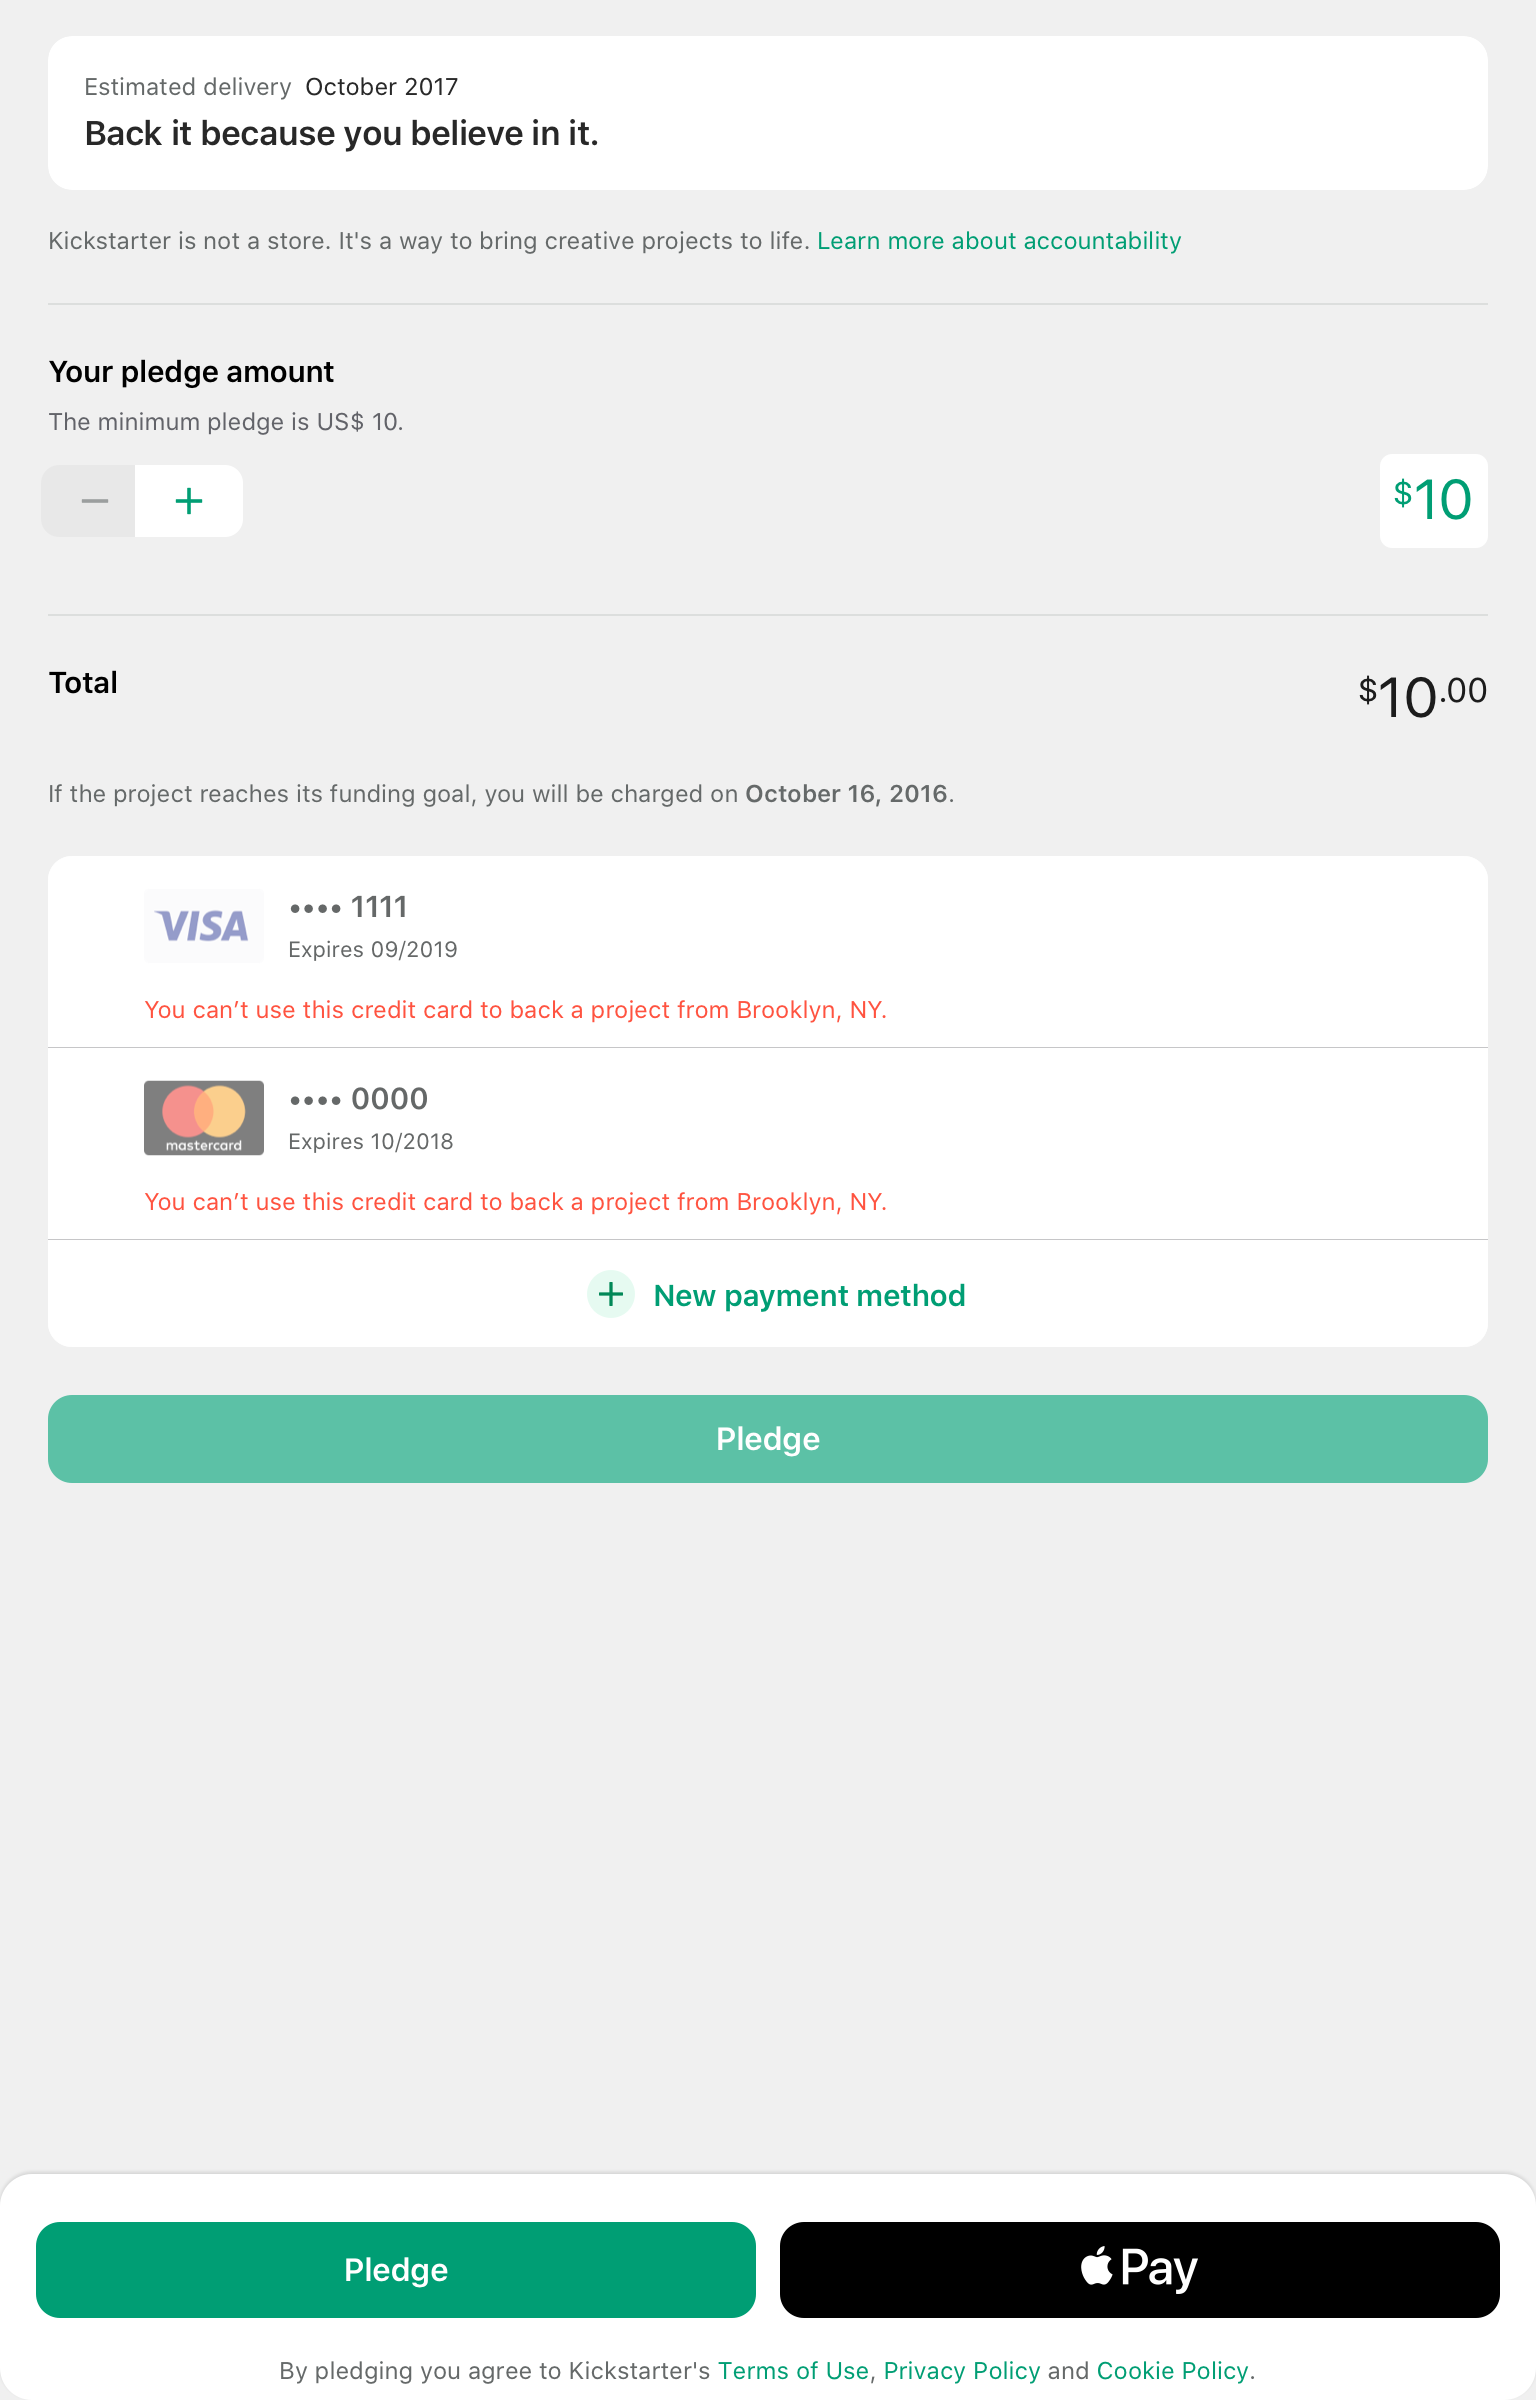 Estimated delivery October 2017
Back it because you believe in it.
Kickstarter is not a store. It's a way to bring creative projects to life. Learn more about accountability
Your pledge amount
The minimum pledge is US$ 10.
− +
$10
Total
$10.00
If the project reaches its funding goal, you will be charged on October 16, 2016.
VISA
•••• 1111
Expires 09/2019
You can’t use this credit card to back a project from Brooklyn, NY.
mastercard
•••• 0000
Expires 10/2018
You can’t use this credit card to back a project from Brooklyn, NY.
+ New payment method
Pledge
Pledge
Pay
By pledging you agree to Kickstarter's Terms of Use, Privacy Policy and Cookie Policy.